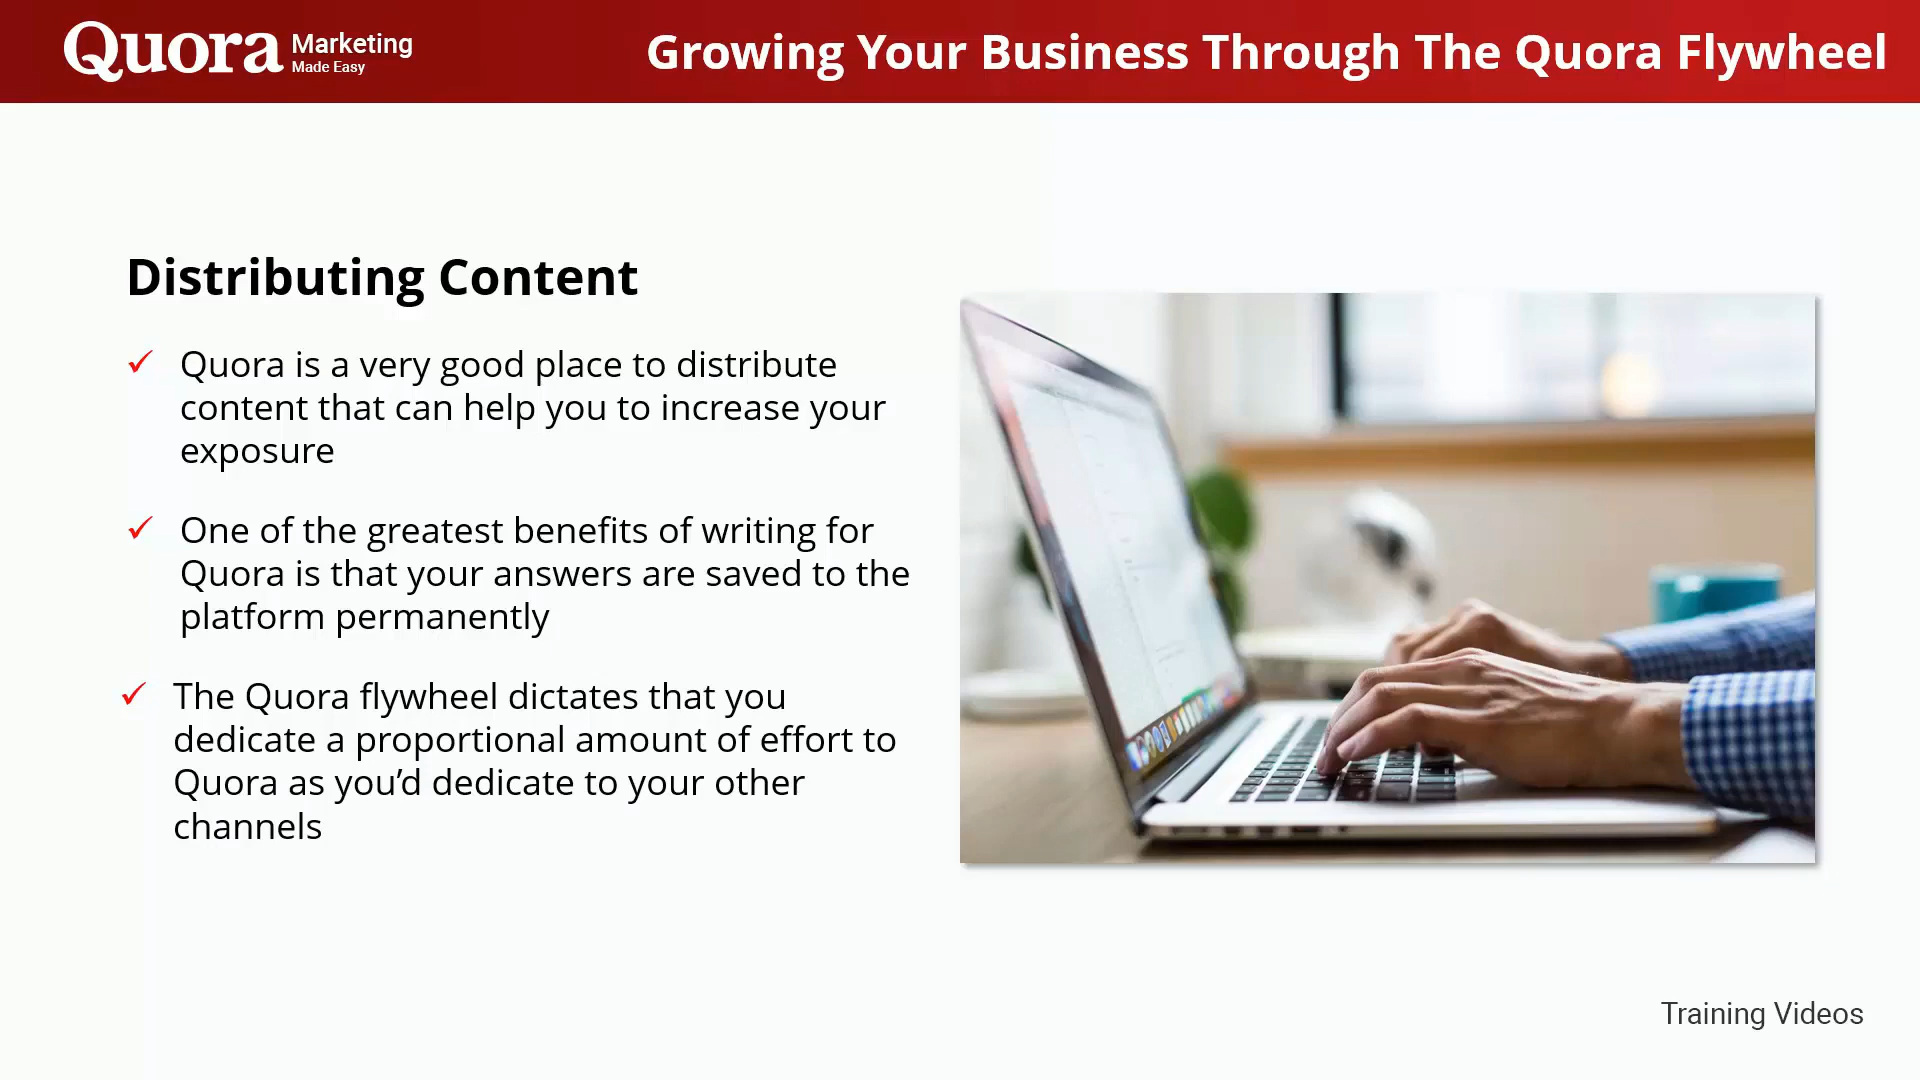 Quora Marketing
Made Easy
Growing Your Business Through The Quora Flywheel
Distributing Content
✓ Quora is a very good place to distribute
content that can help you to increase your
exposure
✓ One of the greatest benefits of writing for
Quora is that your answers are saved to the
platform permanently
✓ The Quora flywheel dictates that you
dedicate a proportional amount of effort to
Quora as you’d dedicate to your other
channels
Training Videos